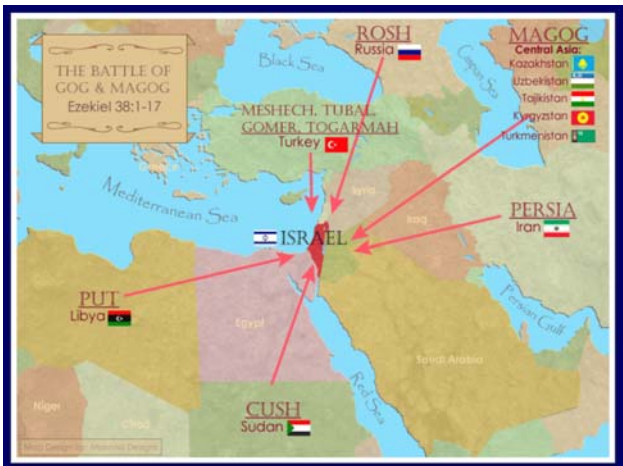 THE BATTLE OF
GOG & MAGOG
Ezekiel 38:1-17
Black Sea
ROSH
Russia
Caspian Sea
MAGOG
Central Asia:
Kazakhstan
Uzbekistan
Tajikistan
Kyrgyzstan
Turkmenistan
MESHECH, TUBAL,
GOMER, TOGARMAH
Turkey
Greece
Mediterranean Sea
Syria
Iraq
ISRAEL
PERSIA
Iran
PUT
Libya
Egypt
Persian Gulf
Saudi Arabia
Red Sea
CUSH
Sudan
Niger
Chad